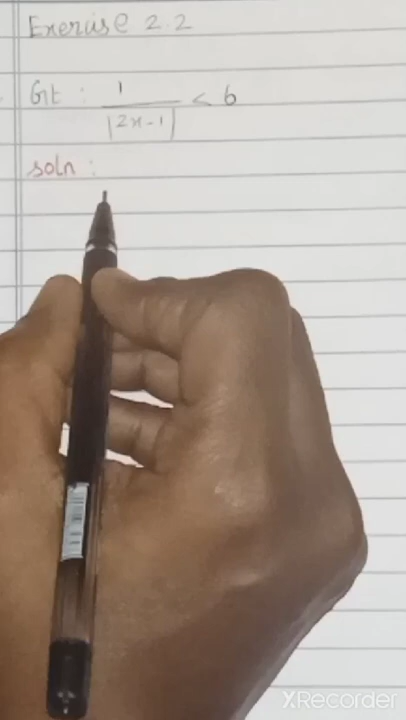 Exercise 2.2
Gt : 1 / |2x-1| < 6
soln :
XRecorder